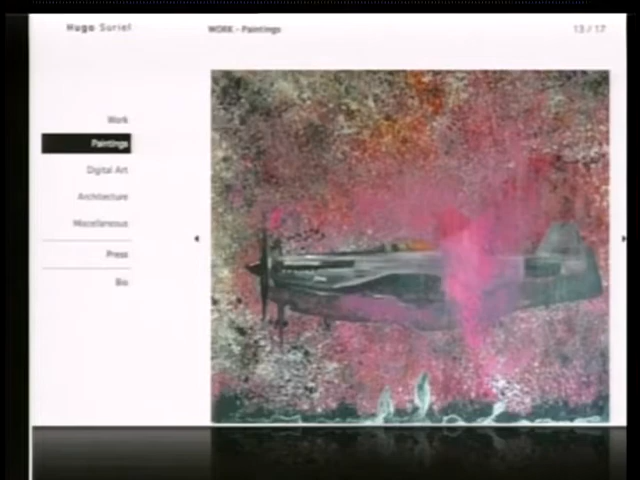 Hugo Suriel
WORK - Paintings
13 / 17
Work
Paintings
Digital Art
Architecture
Miscellaneous
Press
Bio